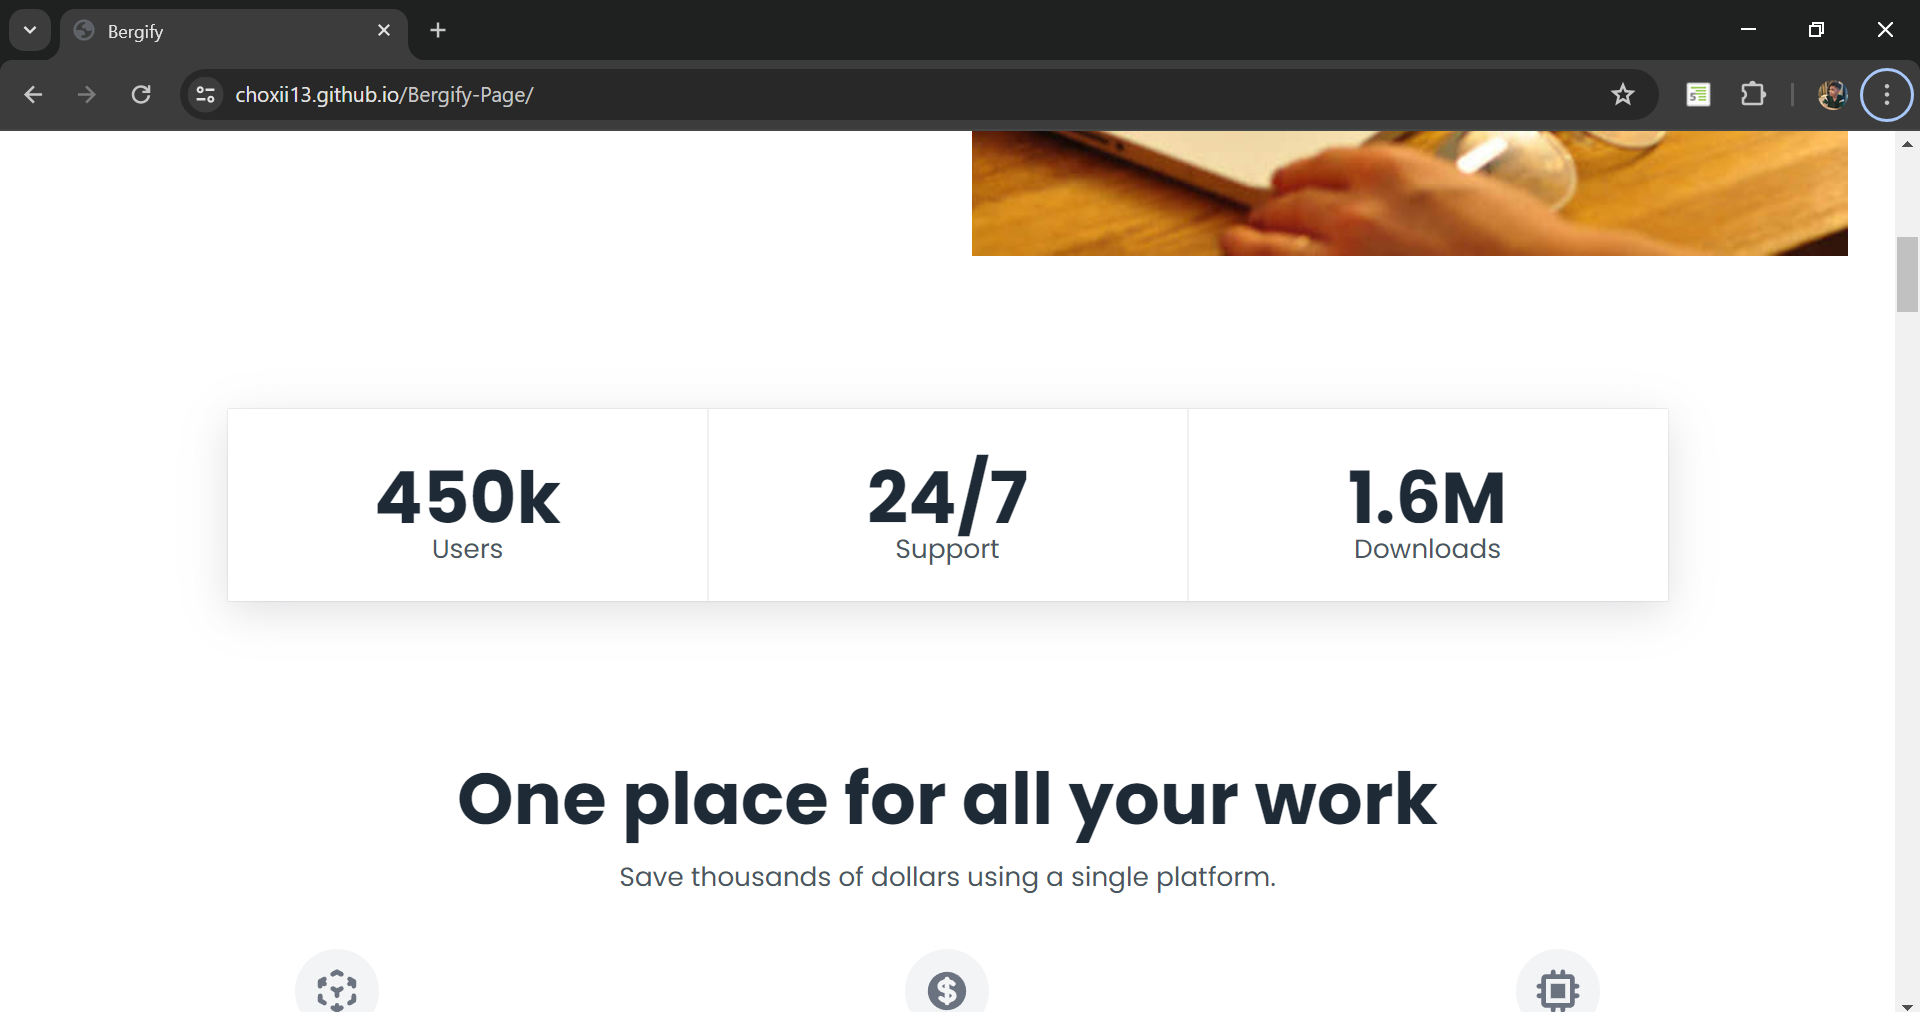 Bergify
choxii13.github.io/Bergify-Page/
450k
Users
24/7
Support
1.6M
Downloads
One place for all your work
Save thousands of dollars using a single platform.